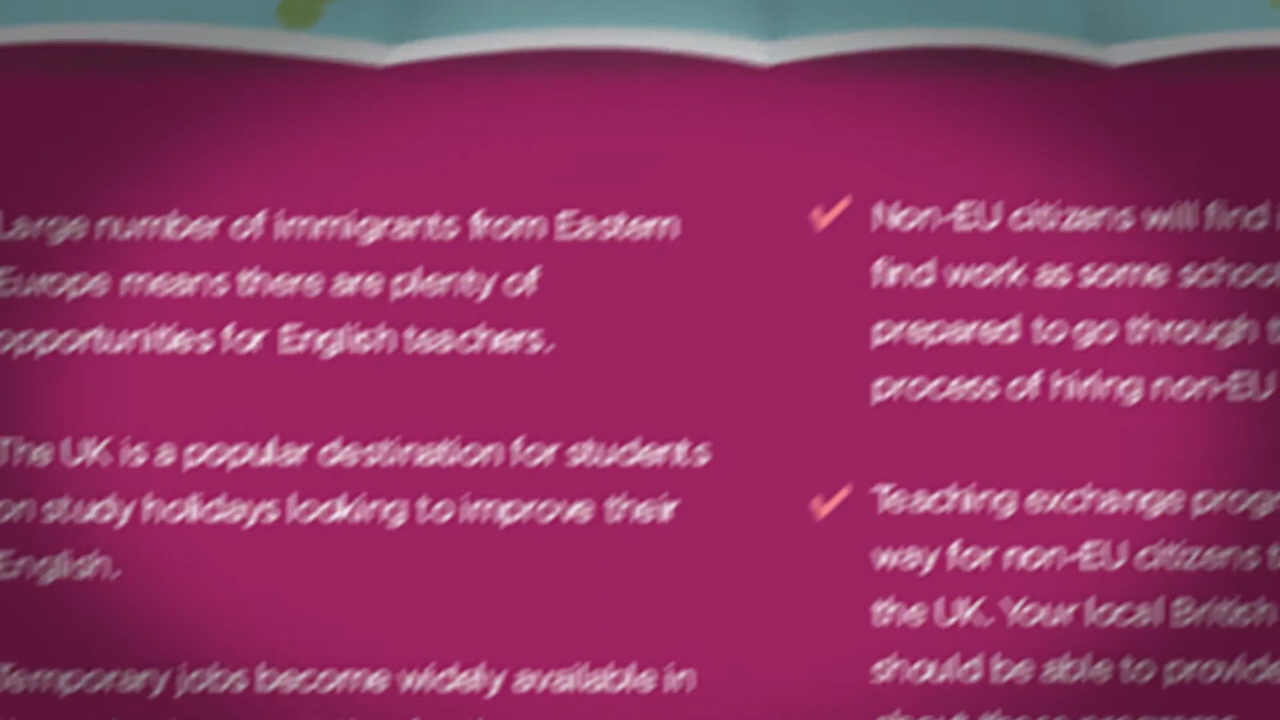 Large number of immigrants from Eastern
Europe means there are plenty of
opportunities for English teachers.
The UK is a popular destination for students
on study holidays looking to improve their
English.
Temporary jobs become widely available in
Non-EU citizens will find
find work as some school
prepared to go through
process of hiring non-EU
Teaching exchange
way for non-EU citizens
the UK. Your local British
should be able to provide
about these programs.